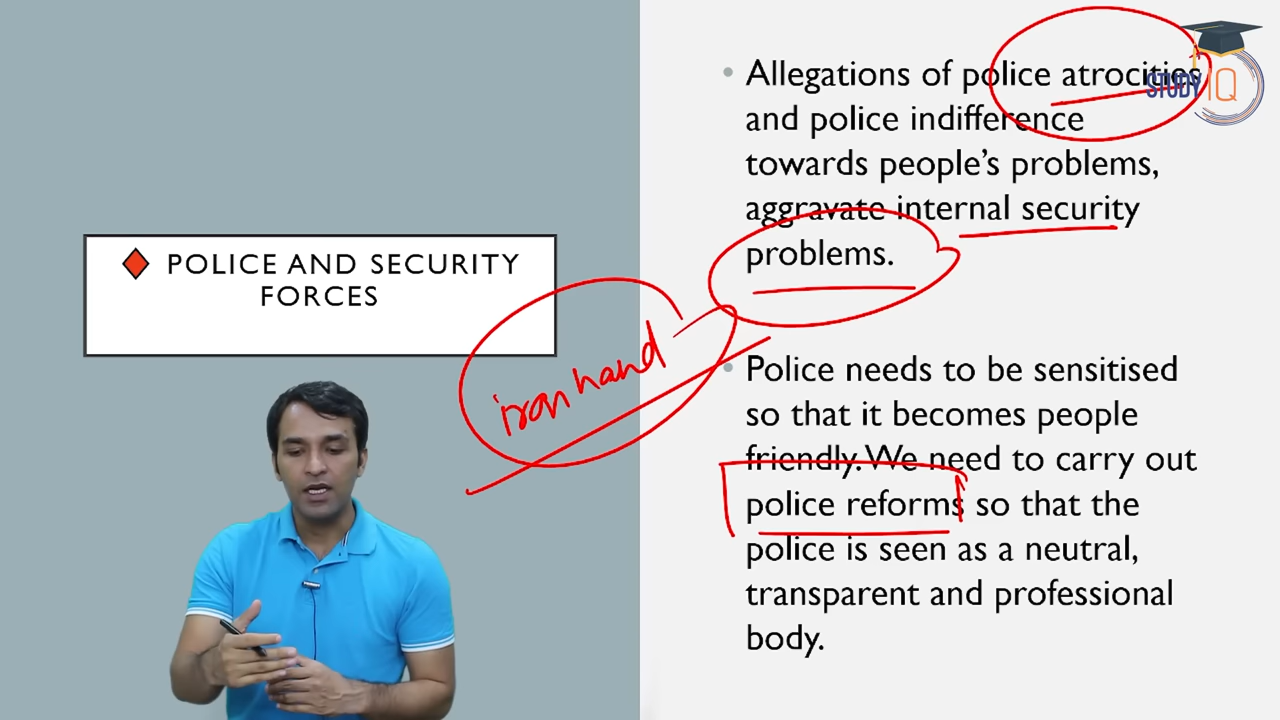 POLICE AND SECURITY
FORCES
iron hand
• Allegations of police atrocities
and police indifference
towards people's problems,
aggravate internal security
problems.
• Police needs to be sensitised
so that it becomes people
friendly. We need to carry out
police reforms so that the
police is seen as a neutral,
transparent and professional
body.
STUDY IQ